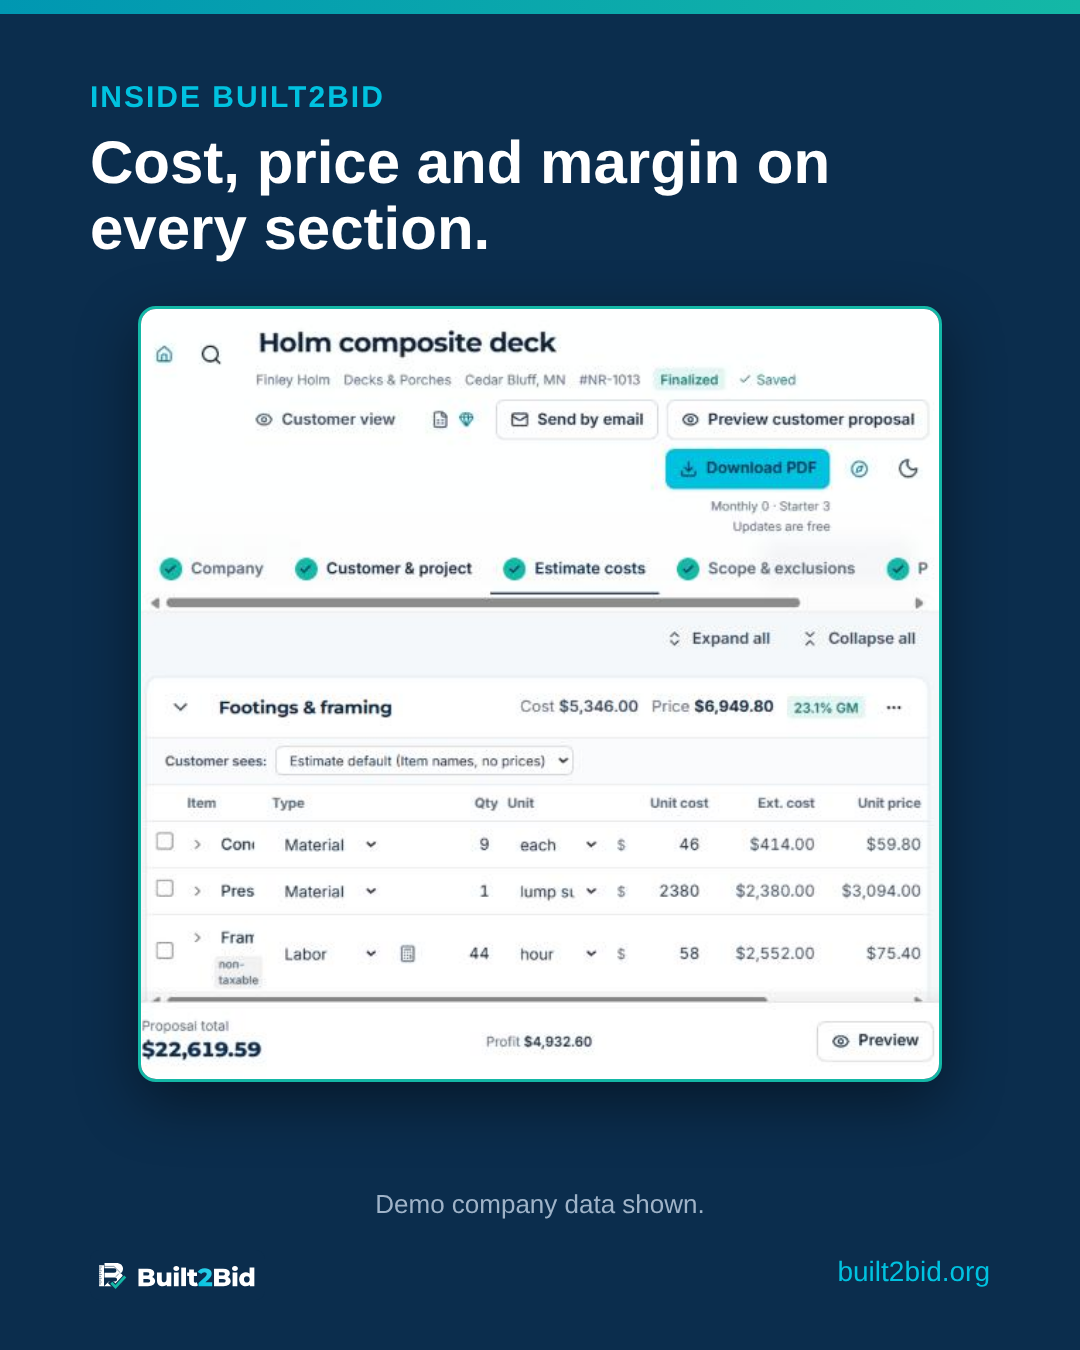 INSIDE BUILT2BID
Cost, price and margin on
every section.
Holm composite deck
Finley Holm Decks & Porches Cedar Bluff, MN #NR-1013 Finalized Saved
Customer view Send by email Preview customer proposal
Download PDF
Monthly 0 · Starter 3
Updates are free
Company Customer & project Estimate costs Scope & exclusions P
Expand all Collapse all
Footings & framing Cost $5,346.00 Price $6,949.80 23.1% GM ...
Customer sees: Estimate default (Item names, no prices)
Item Type Qty Unit Unit cost Ext. cost Unit price
Material 9 each $ 46 $414.00 $59.80
Pres Material 1 lump $ 2380 $2,380.00 $3,094.00
Fram Labor 44 hour $ 58 $2,552.00 $75.40
non-
taxable
Proposal total
$22,619.59
Profit $4,932.60
Preview
Demo company data shown.
Built2Bid
built2bid.org